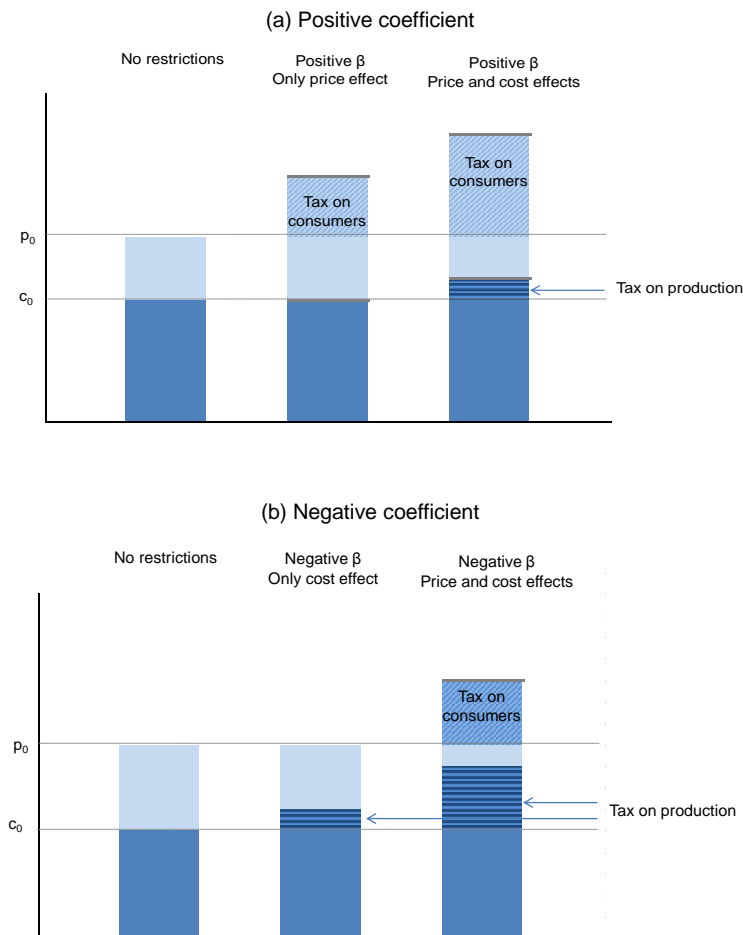 (a) Positive coefficient
No restrictions
Positive β
Only price effect
Positive β
Price and cost effects
Tax on
consumers
Tax on
consumers
p₀
c₀
Tax on production
(b) Negative coefficient
No restrictions
Negative β
Only cost effect
Negative β
Price and cost effects
Tax on
consumers
p₀
c₀
Tax on production